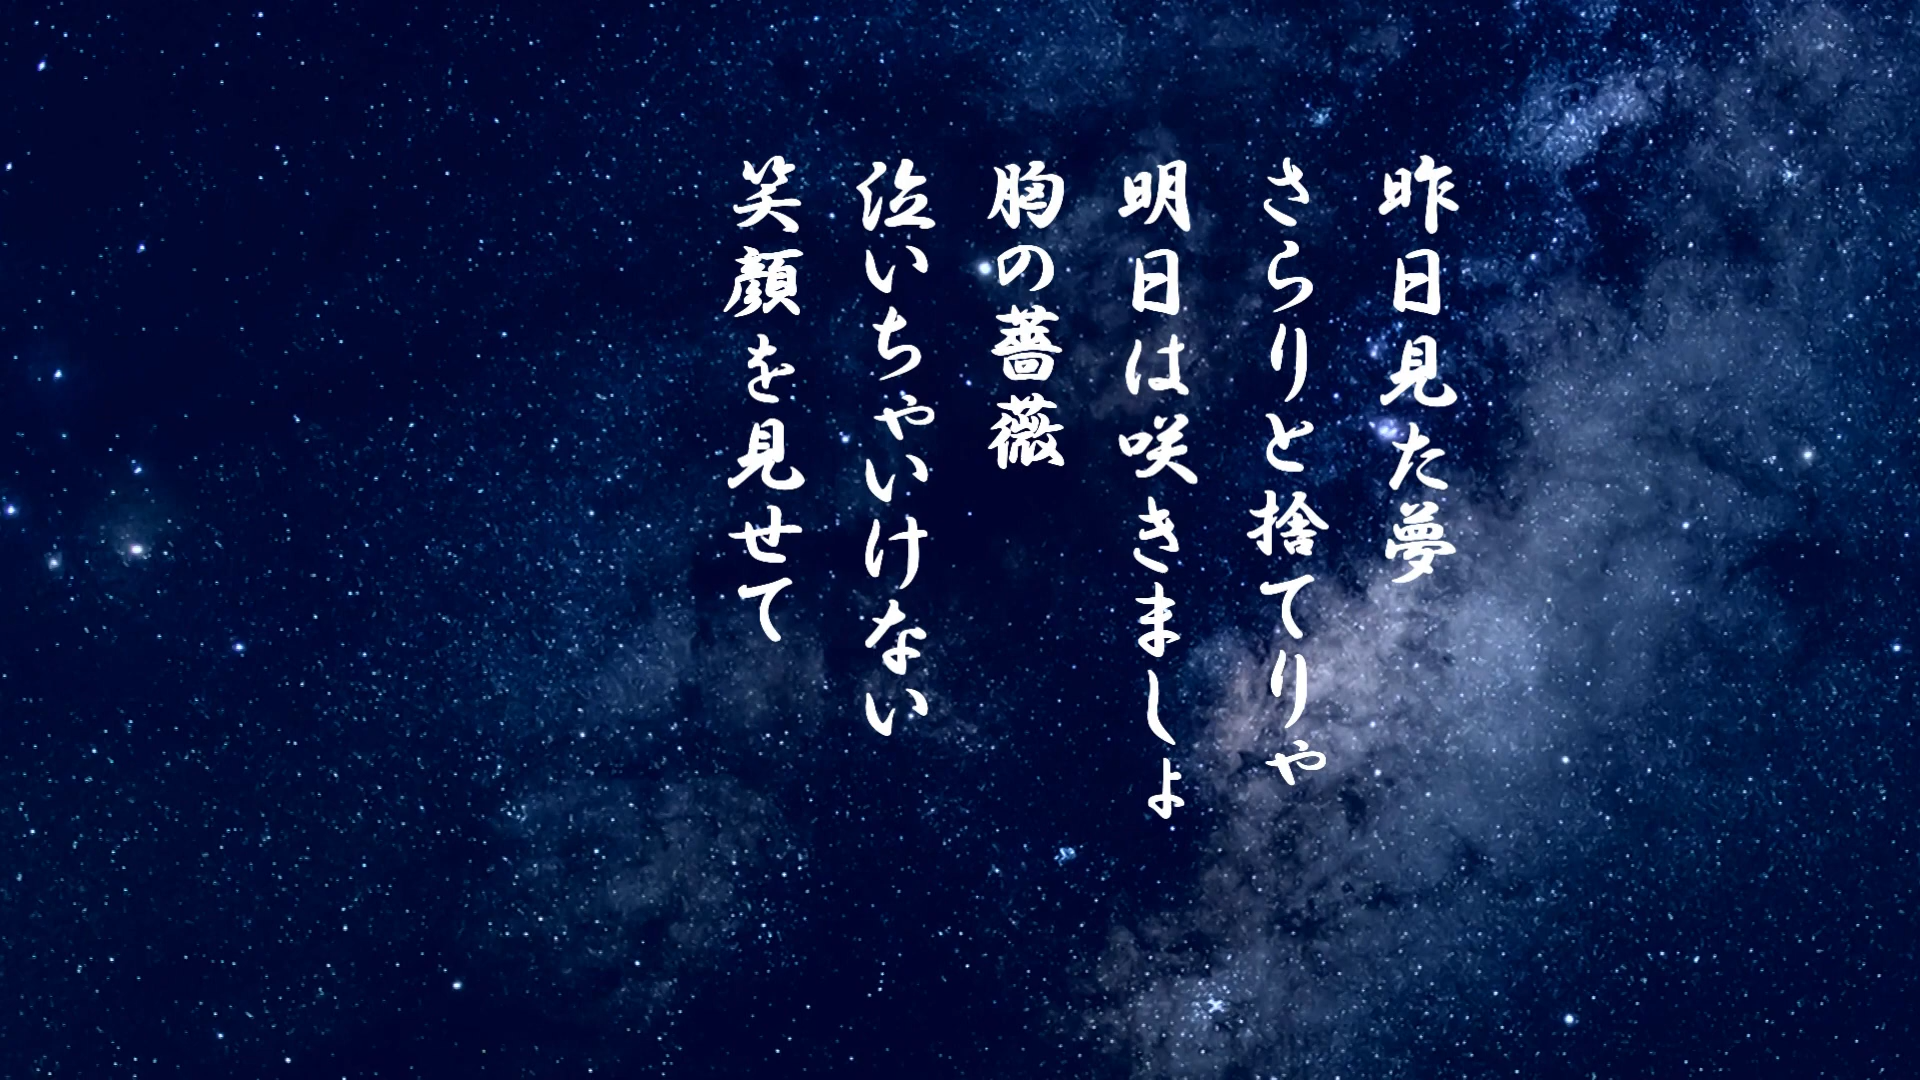 昨日見た夢
さらりと捨てりゃ
明日は咲きましょ
胸の薔薇
泣いちゃいけない
笑顔を見せて